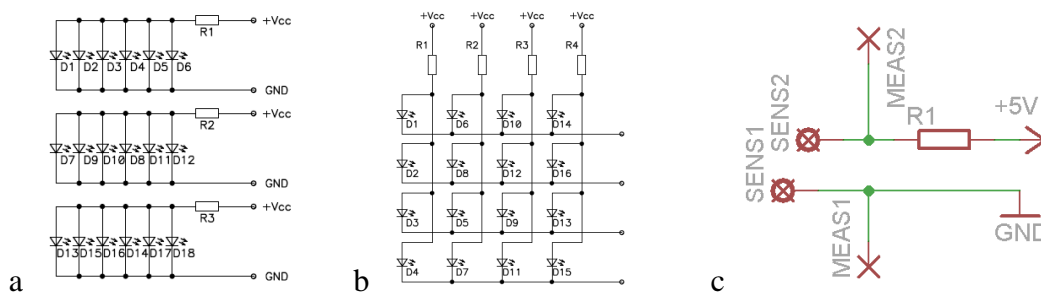 +Vcc
R1
D1 D2 D3 D4 D5 D6
GND
+Vcc
R2
D7 D9 D10 D8 D11 D12
GND
+Vcc
R3
D13 D15 D16 D14 D17 D18
GND
a
+Vcc +Vcc +Vcc +Vcc
R1 R2 R3 R4
D1 D6 D10 D14
D2 D8 D12 D16
D3 D5 D9 D13
D4 D7 D11 D15
b
MEAS2
SENS2
R1
+5V
SENS1
MEAS1
GND
c